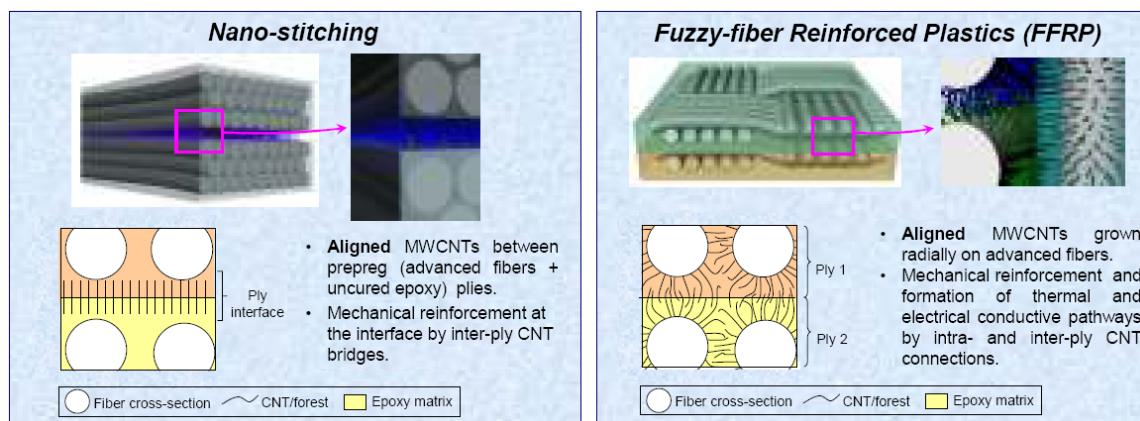 Nano-stitching
Ply
interface
• Aligned MWCNTs between
prepreg (advanced fibers +
uncured epoxy) plies.
• Mechanical reinforcement at
the interface by inter-ply CNT
bridges.
Fiber cross-section CNT/forest Epoxy matrix
Fuzzy-fiber Reinforced Plastics (FFRP)
Ply 1
Ply 2
• Aligned MWCNTs grown
radially on advanced fibers.
• Mechanical reinforcement and
formation of thermal and
electrical conductive pathways
by intra- and inter-ply CNT
connections.
Fiber cross-section CNT/forest Epoxy matrix